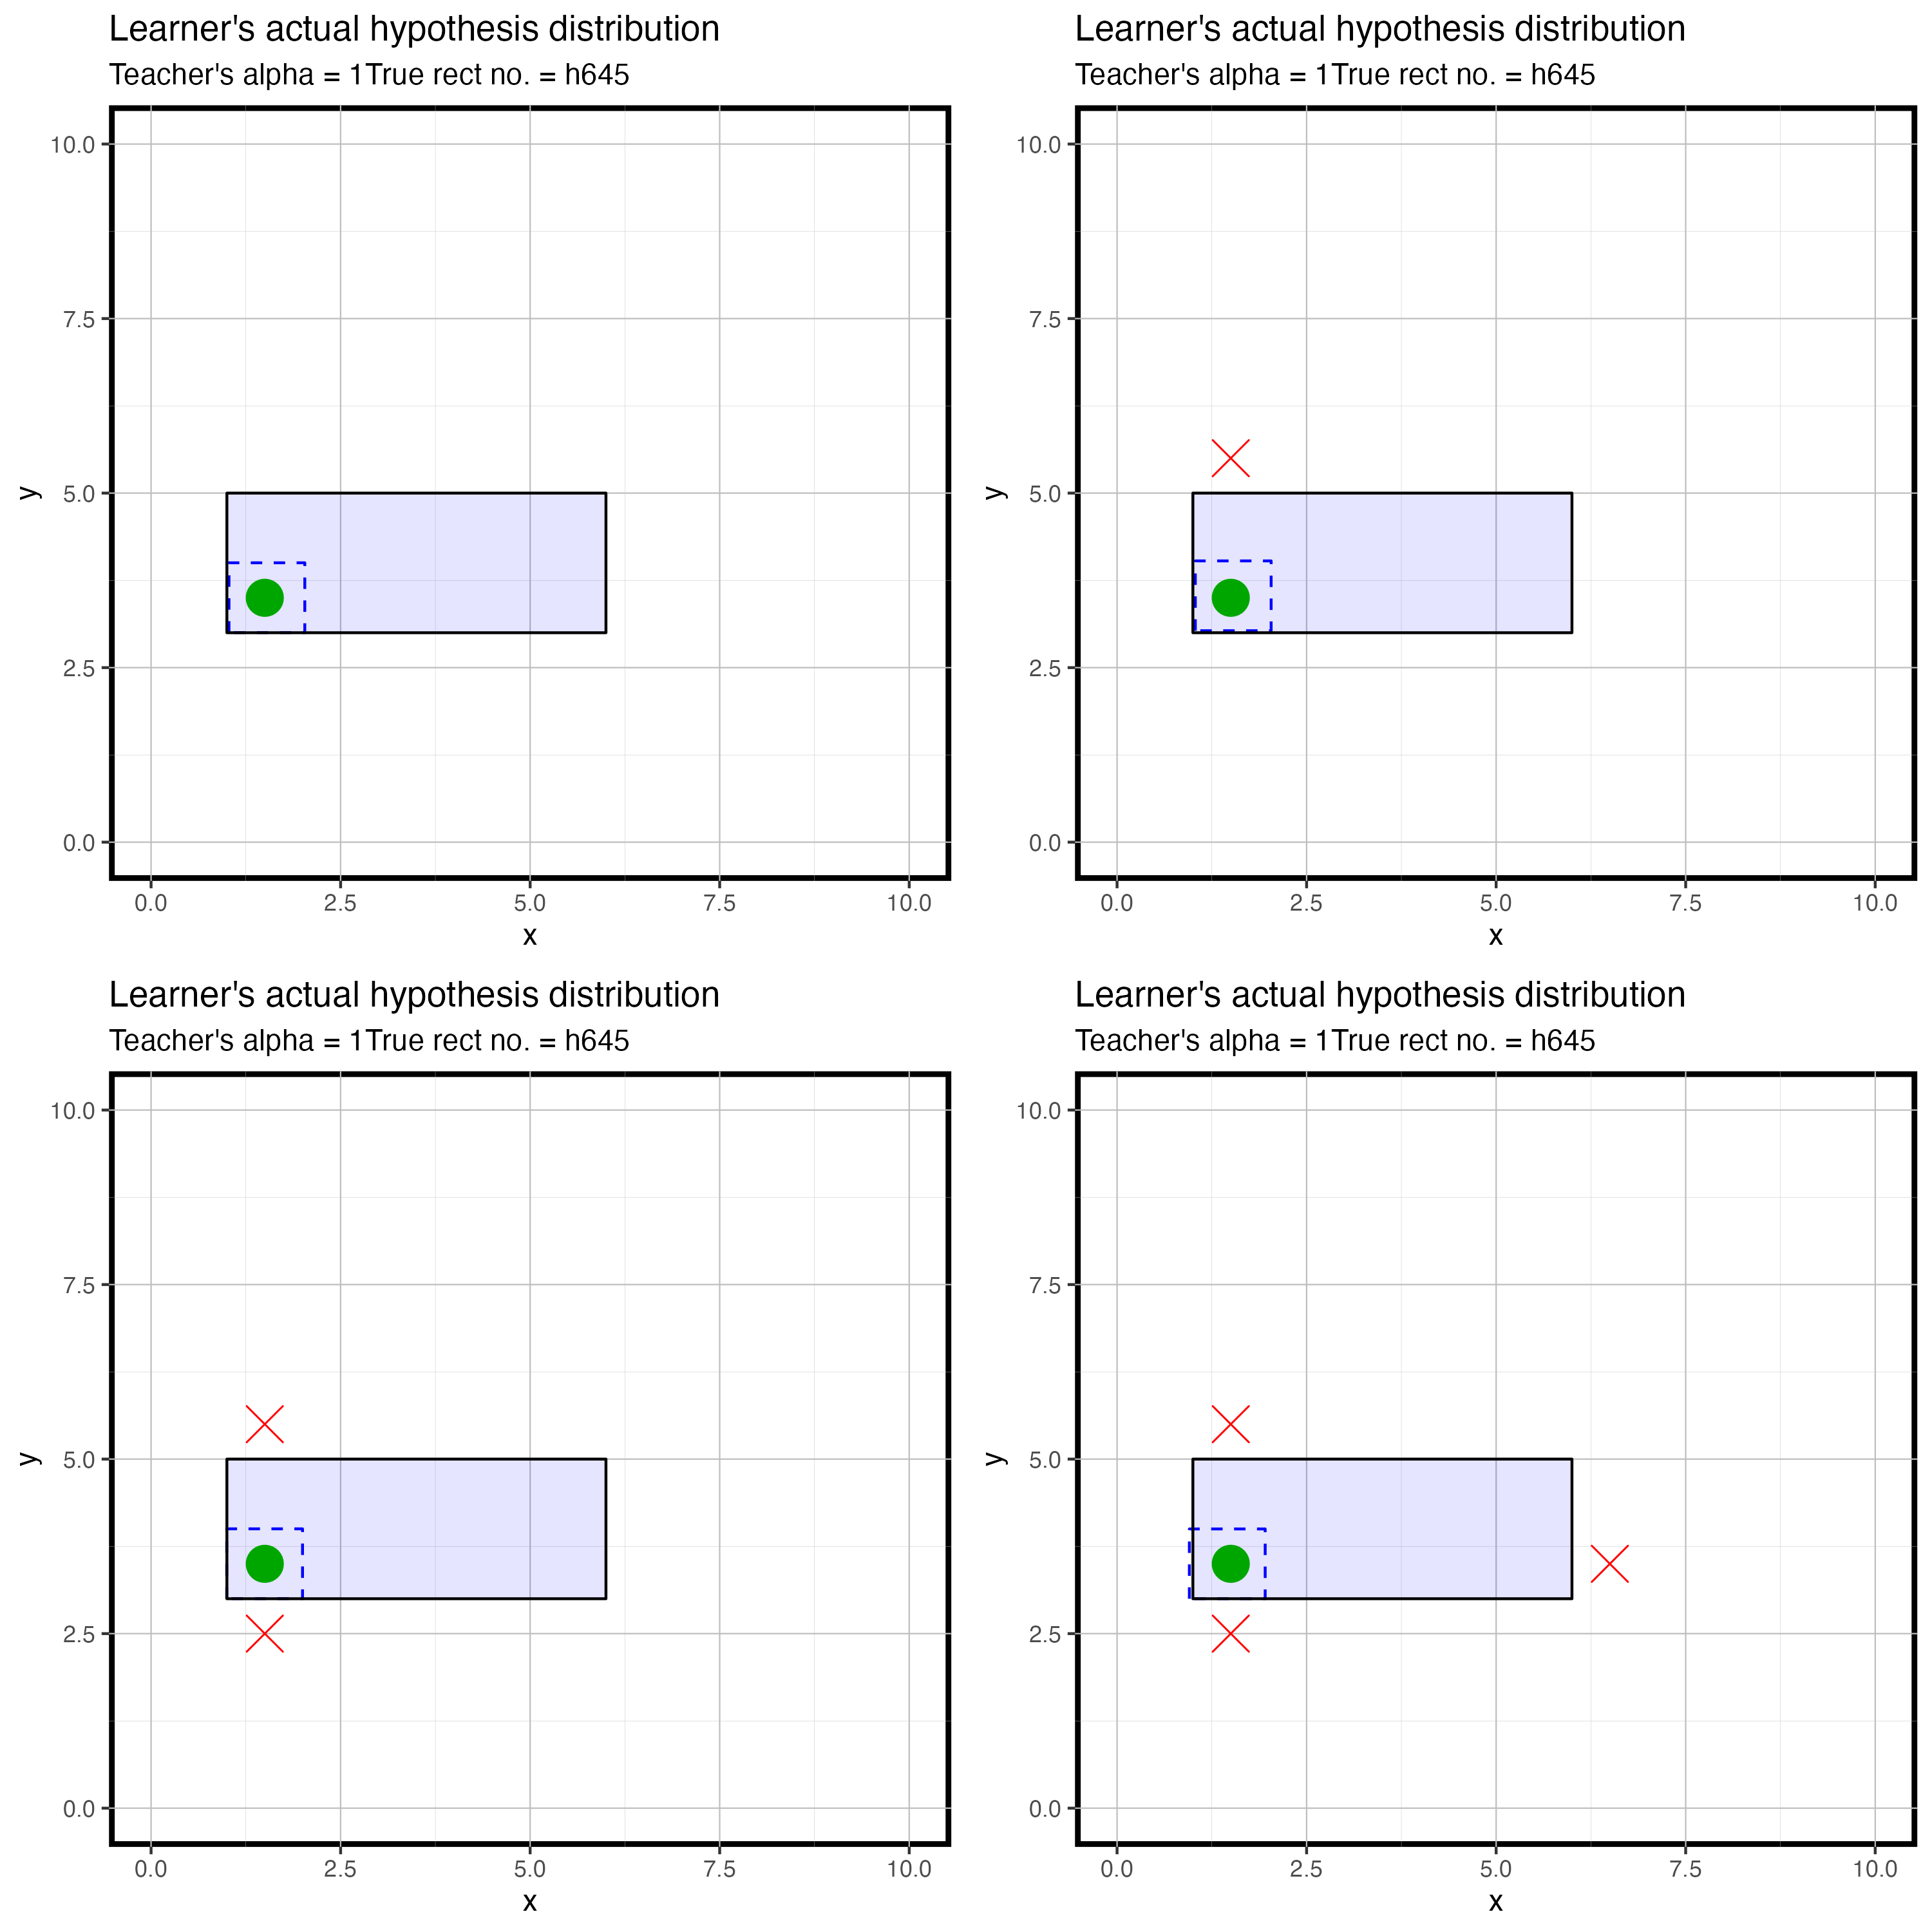 Learner's actual hypothesis distribution
Teacher's alpha = 1True rect no. = h645
10.0
7.5
5.0
2.5
0.0
y
0.0 2.5 5.0 7.5 10.0
x
Learner's actual hypothesis distribution
Teacher's alpha = 1True rect no. = h645
10.0
7.5
5.0
2.5
0.0
y
0.0 2.5 5.0 7.5 10.0
x
Learner's actual hypothesis distribution
Teacher's alpha = 1True rect no. = h645
10.0
7.5
5.0
2.5
0.0
y
0.0 2.5 5.0 7.5 10.0
x
Learner's actual hypothesis distribution
Teacher's alpha = 1True rect no. = h645
10.0
7.5
5.0
2.5
0.0
y
0.0 2.5 5.0 7.5 10.0
x